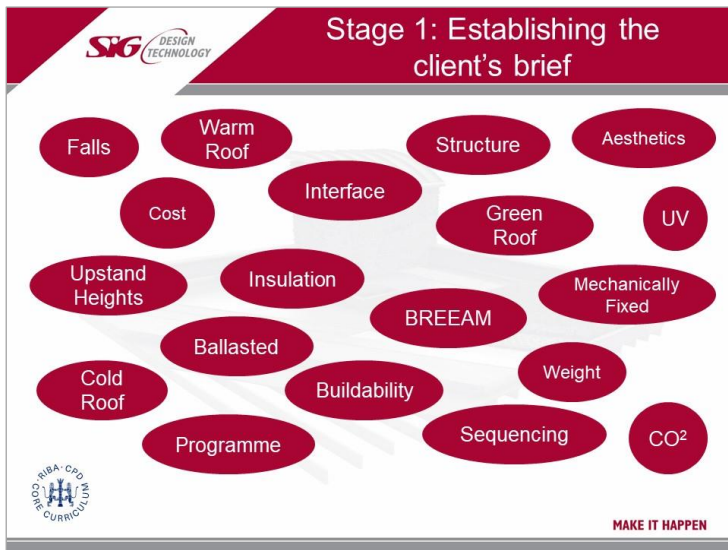 SIG DESIGN
TECHNOLOGY
Stage 1: Establishing the
client's brief
Falls
Warm
Roof
Structure
Aesthetics
Interface
Cost
Green
Roof
UV
Upstand
Heights
Insulation
Mechanically
Fixed
BREEAM
Ballasted
Cold
Roof
Buildability
Weight
Programme
Sequencing
CO²
RIBA CPD
CORE CURRICULUM
MAKE IT HAPPEN